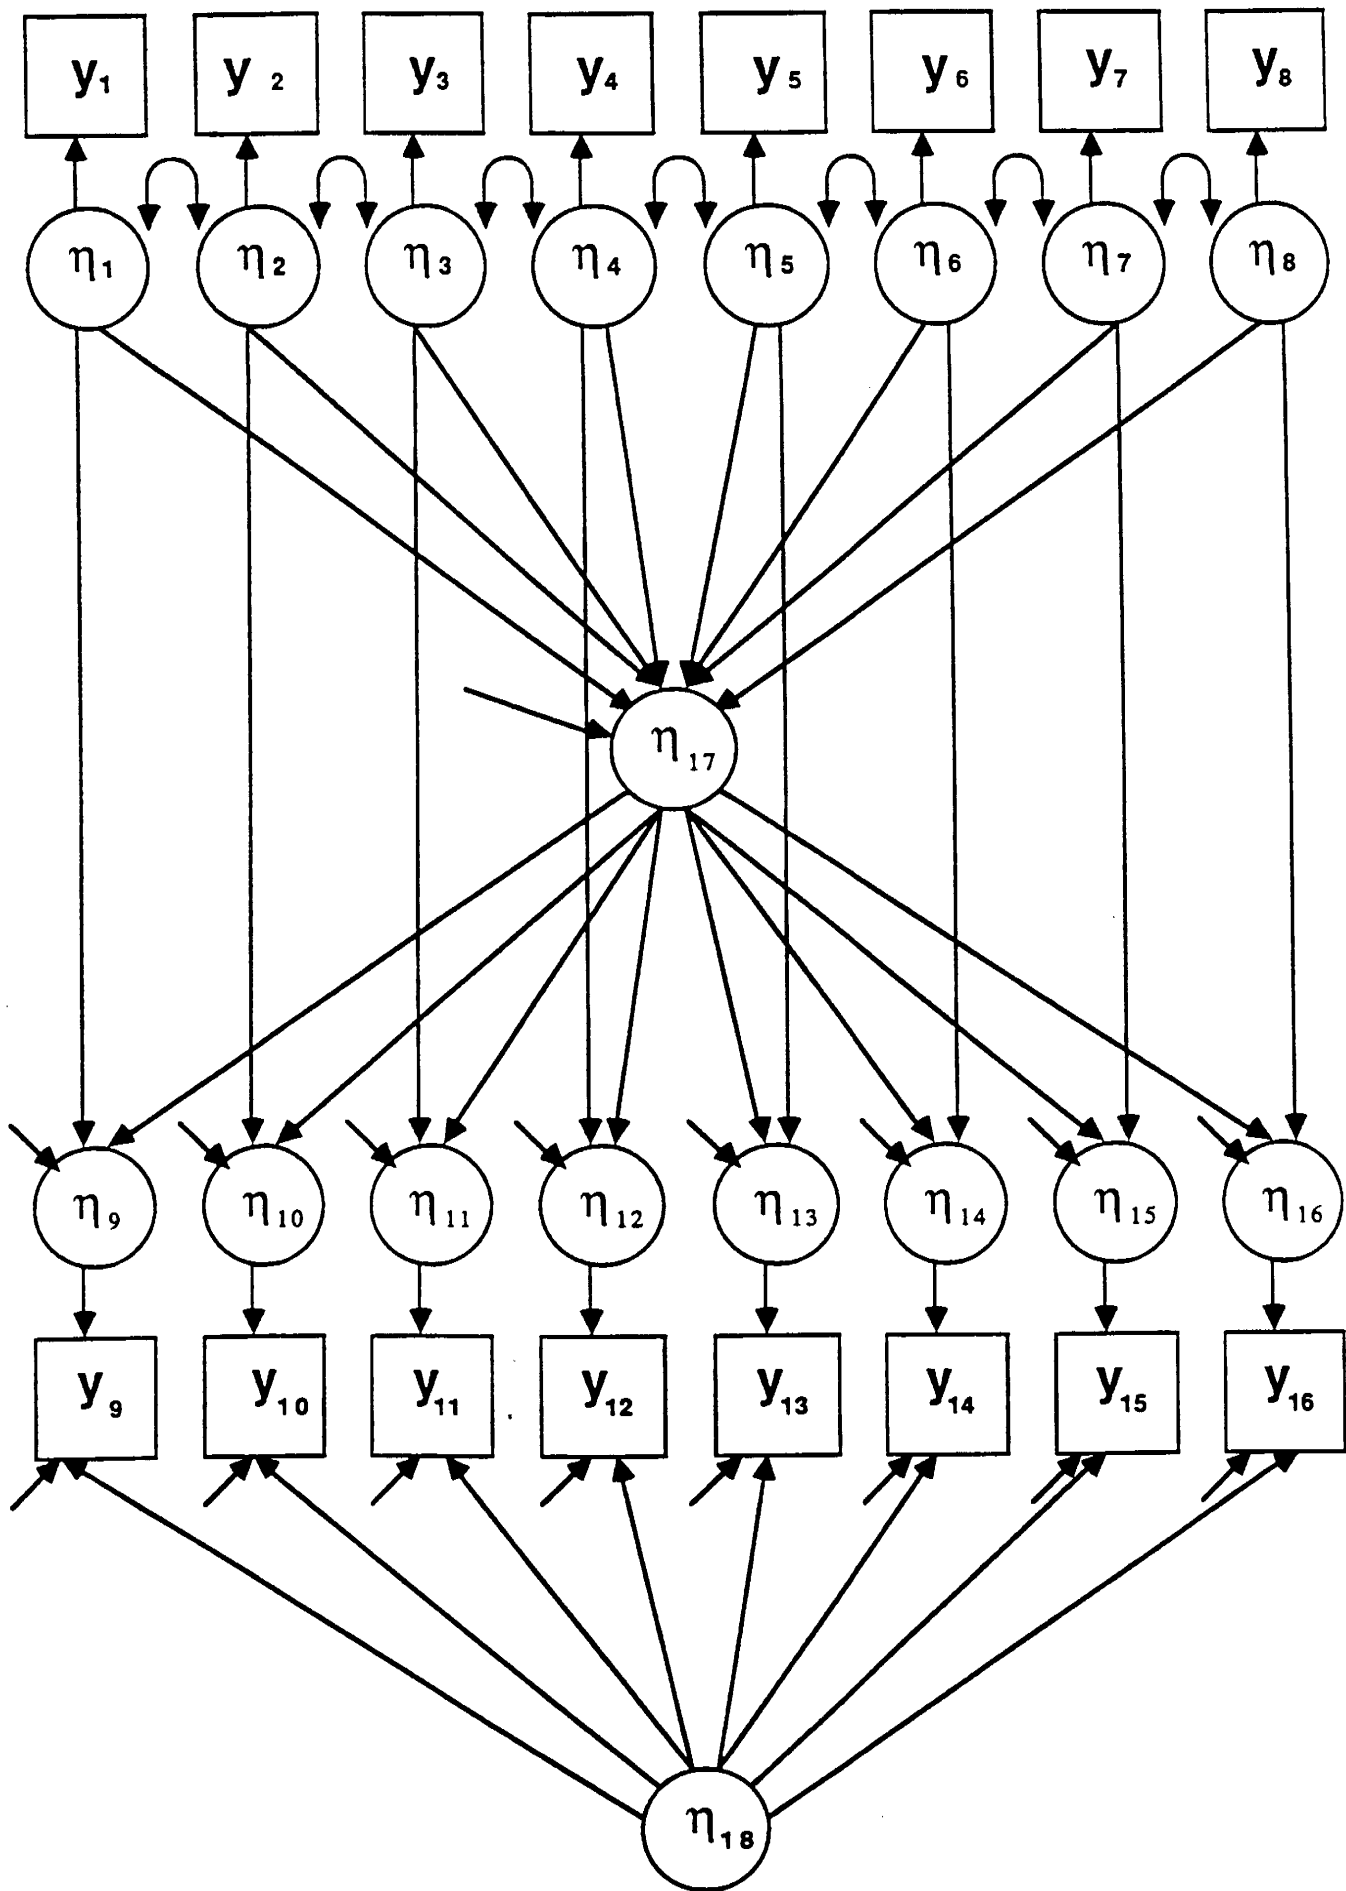 y₁ y₂ y₃ y₄ y₅ y₆ y₇ y₈
η₁ η₂ η₃ η₄ η₅ η₆ η₇ η₈
η₁₇
η₉ η₁₀ η₁₁ η₁₂ η₁₃ η₁₄ η₁₅ η₁₆
y₉ y₁₀ y₁₁ y₁₂ y₁₃ y₁₄ y₁₅ y₁₆
η₁₈